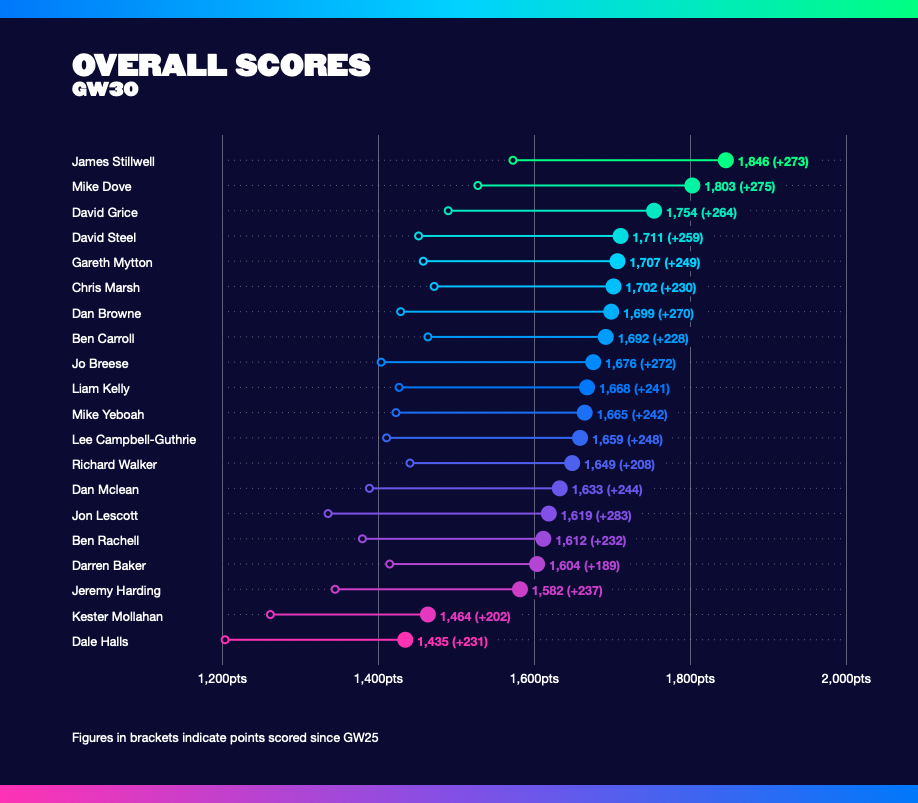 OVERALL SCORES
GW30
James Stillwell 1,846 (+273)
Mike Dove 1,803 (+275)
David Grice 1,754 (+264)
David Steel 1,711 (+259)
Gareth Mytton 1,707 (+249)
Chris Marsh 1,702 (+230)
Dan Browne 1,699 (+270)
Ben Carroll 1,692 (+228)
Jo Breese 1,676 (+272)
Liam Kelly 1,668 (+241)
Mike Yeboah 1,665 (+242)
Lee Campbell-Guthrie 1,659 (+248)
Richard Walker 1,649 (+208)
Dan Mclean 1,633 (+244)
Jon Lescott 1,619 (+283)
Ben Rachell 1,612 (+232)
Darren Baker 1,604 (+189)
Jeremy Harding 1,582 (+237)
Kester Mollahan 1,464 (+202)
Dale Halls 1,435 (+231)
1,200pts 1,400pts 1,600pts 1,800pts 2,000pts
Figures in brackets indicate points scored since GW25